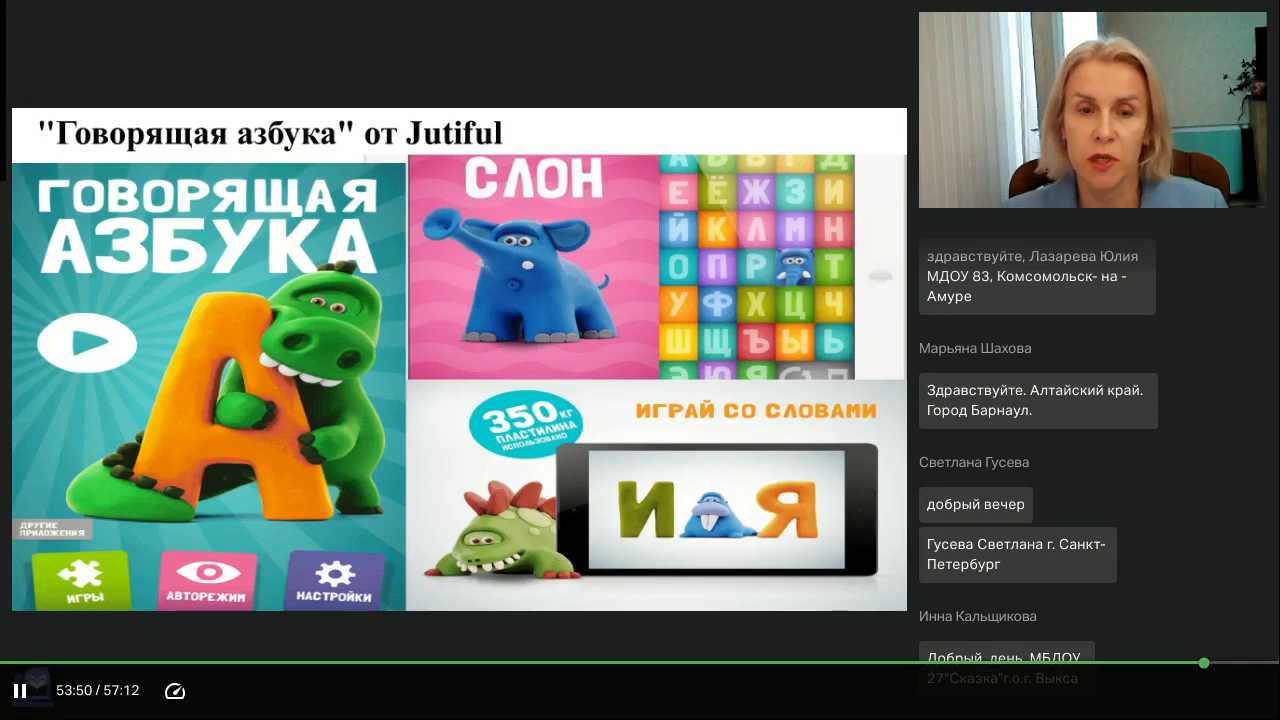 "Говорящая азбука" от Jutiful
ГОВОРЯЩАЯ
АЗБУКА
А
ДРУГИЕ
ПРИЛОЖЕНИЯ
ИГРЫ
АВТОРЕЖИМ
НАСТРОЙКИ
СЛОН
А Б В Г Д
Е Ё Ж З И
Й К Л М Н
О П Р Т
У Ф Х Ц Ч
Ш Щ Ъ Ы Ь
Э Ю Я
350 КГ
ПЛАСТИЛИНА
ИСПОЛЬЗОВАНО
ИГРАЙ СО СЛОВАМИ
И Я
здравствуйте, Лазарева Юлия
МДОУ 83, Комсомольск- на -
Амуре
Марьяна Шахова
Здравствуйте. Алтайский край.
Город Барнаул.
Светлана Гусева
добрый вечер
Гусева Светлана г. Санкт-
Петербург
Инна Кальщикова
Добрый день, МБДОУ
27"Сказка"г.о.г. Выкса
53:50 / 57:12